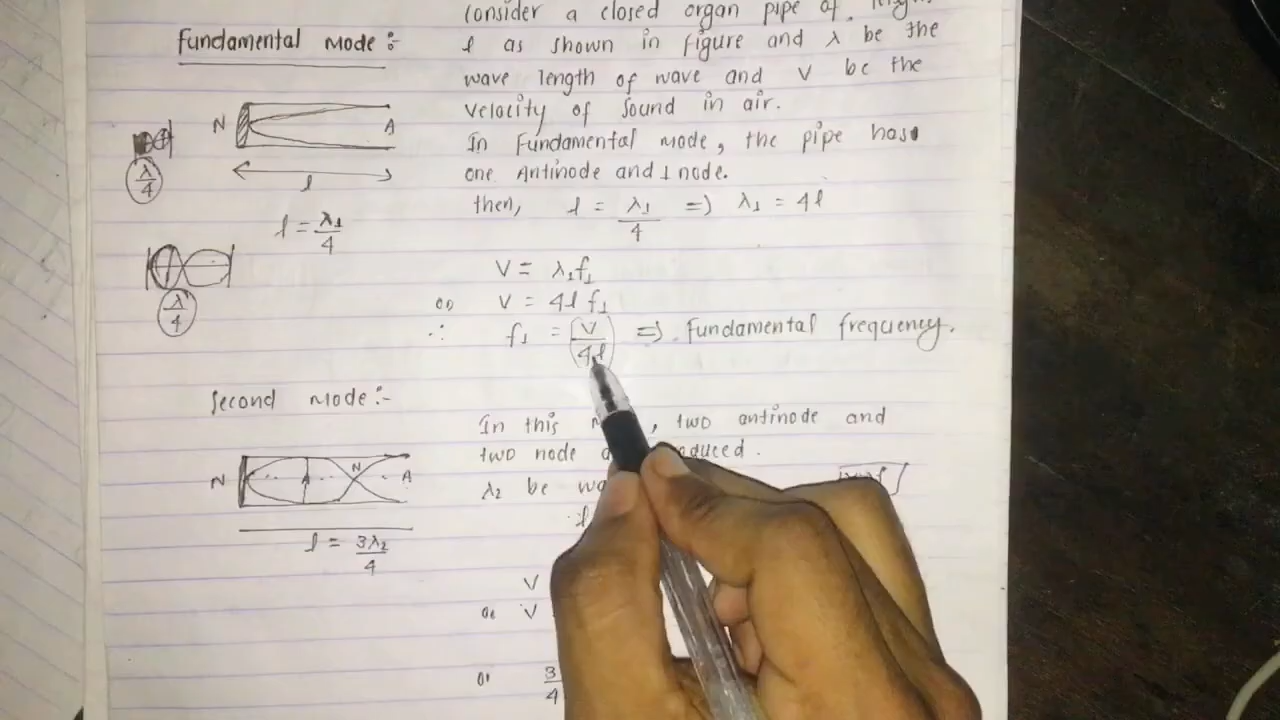 Consider a closed organ pipe of
Fundamental Mode :-
l as shown in figure and λ be the
wave length of wave and V be the
velocity of sound in air.
N A
In Fundamental mode, the pipe has
one Antinode and 1 node.
l
λ/4
then, l = λ₁/4 => λ₁ = 4l
l = λ₁/4
V = λ₁f₁
or V = 4l f₁
λ/4
∴ f₁ = V/4l => Fundamental frequency.
Second mode :-
In this , two antinode and
two node
N A N A
λ₂ be
l = 3λ₂/4
V
or V
or 3/4